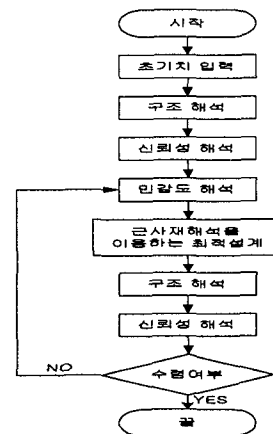 시작
초기치 입력
구조 해석
신뢰성 해석
민감도 해석
근사재해석을
이용하는 최적설계
구조 해석
신뢰성 해석
수렴여부
NO
YES
끝